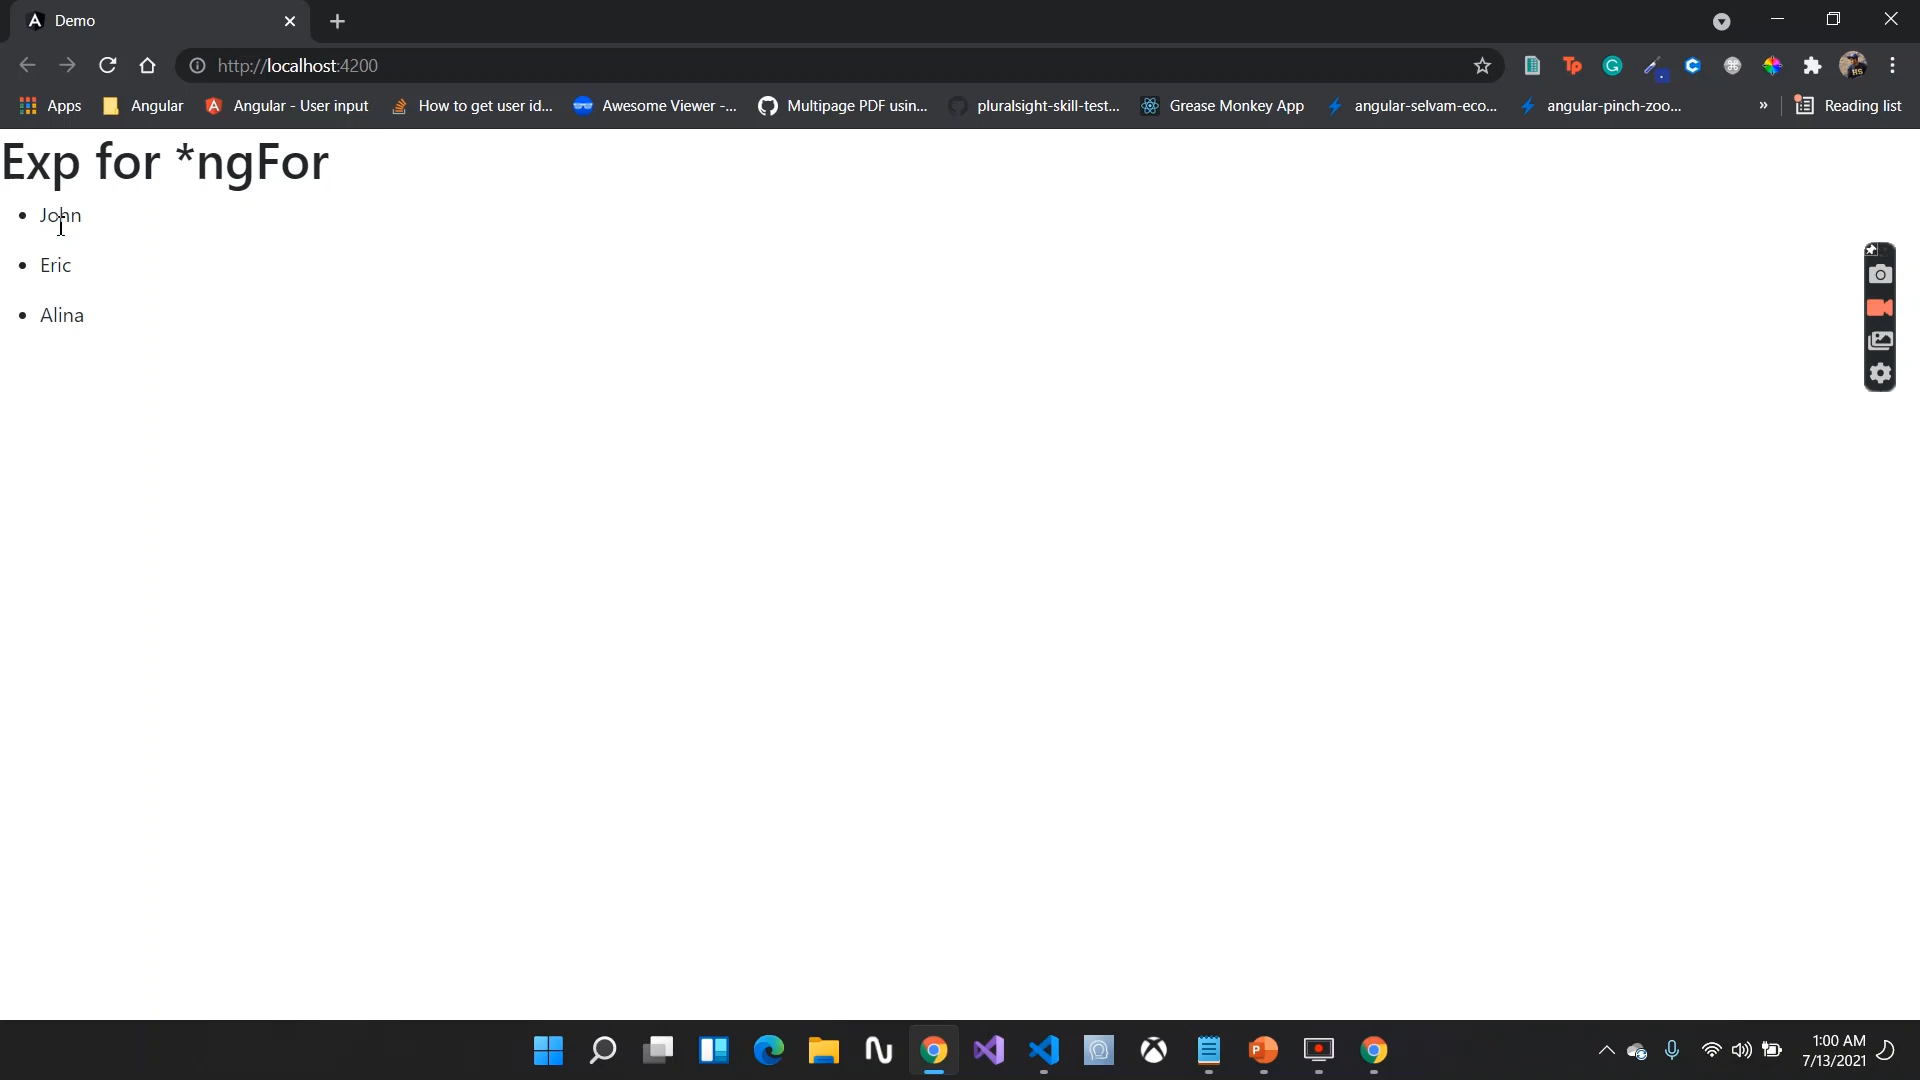 Demo
http://localhost:4200
Apps
Angular
Angular - User input
How to get user id...
Awesome Viewer -...
Multipage PDF usin...
pluralsight-skill-test...
Grease Monkey App
angular-selvam-eco...
angular-pinch-zoo...
»
Reading list
Exp for *ngFor
• John
• Eric
• Alina
1:00 AM
7/13/2021